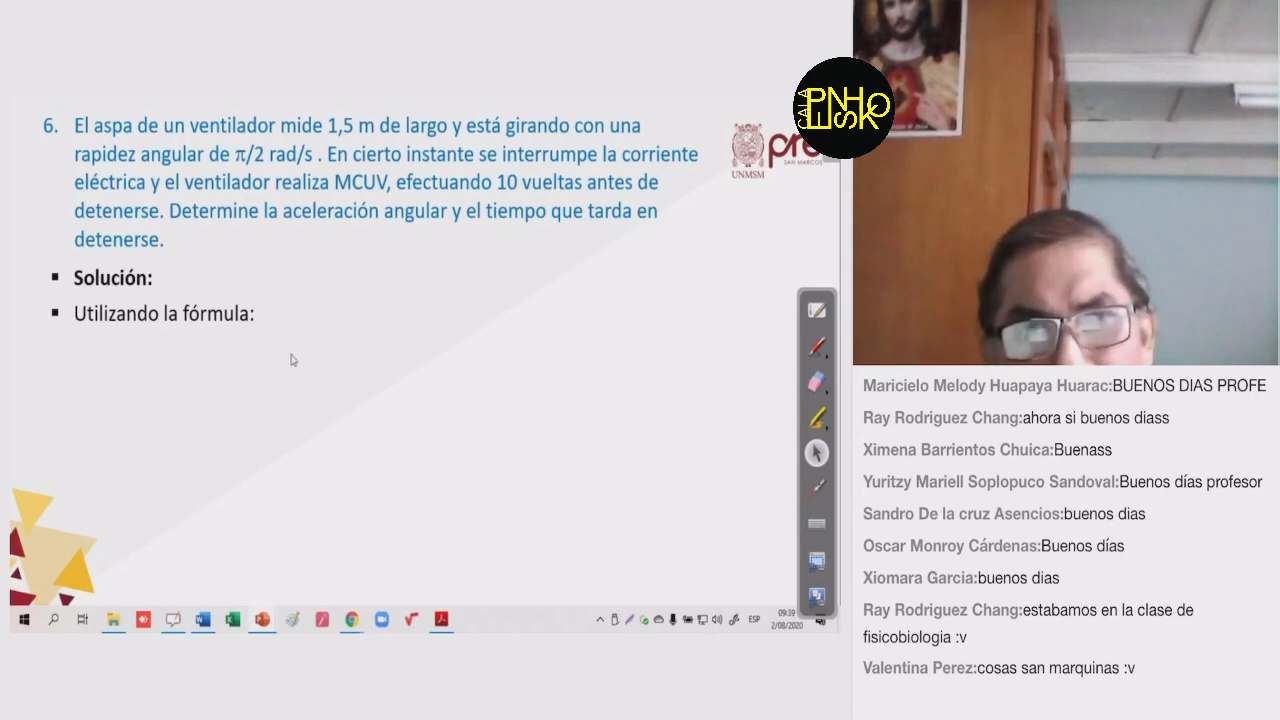 6. El aspa de un ventilador mide 1,5 m de largo y está girando con una
rapidez angular de π/2 rad/s . En cierto instante se interrumpe la corriente
eléctrica y el ventilador realiza MCUV, efectuando 10 vueltas antes de
detenerse. Determine la aceleración angular y el tiempo que tarda en
detenerse.
▪ Solución:
▪ Utilizando la fórmula:
UNMSM
pre
SAN MARCOS
ESP
09:39
2/08/2020
Maricielo Melody Huapaya Huarac:BUENOS DIAS PROFE
Ray Rodriguez Chang:ahora si buenos diass
Ximena Barrientos Chuica:Buenass
Yuritzy Mariell Soplopuco Sandoval:Buenos días profesor
Sandro De la cruz Asencios:buenos dias
Oscar Monroy Cárdenas:Buenos días
Xiomara Garcia:buenos dias
Ray Rodriguez Chang:estabamos en la clase de
fisicobiologia :v
Valentina Perez:cosas san marquinas :v